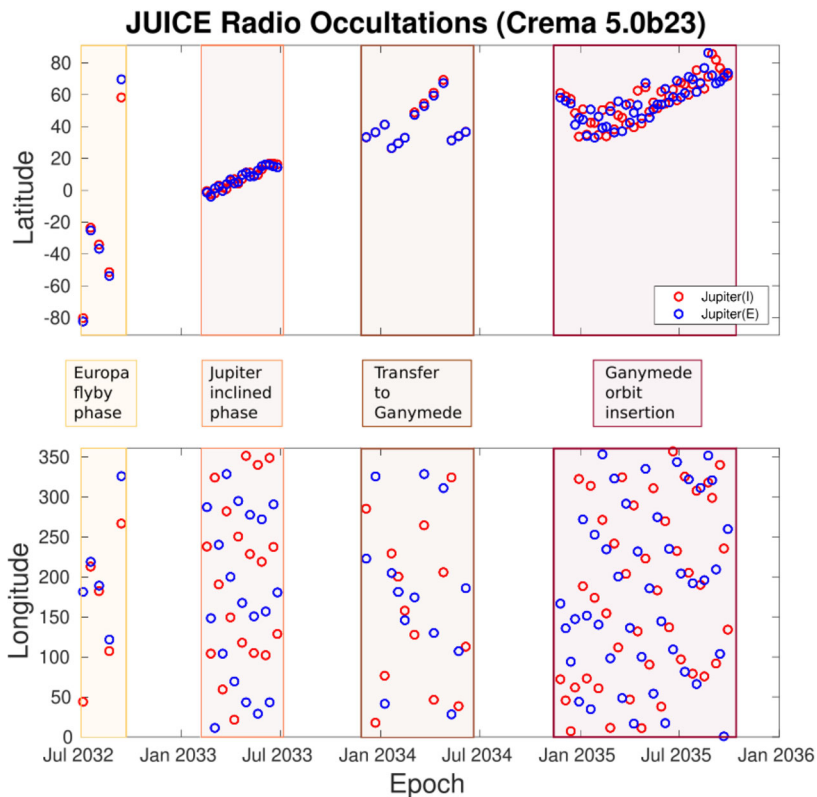 JUICE Radio Occultations (Crema 5.0b23)
80
60
40
20
0
-20
-40
-60
-80
Latitude
Jupiter(I)
Jupiter(E)
Europa
flyby
phase
Jupiter
inclined
phase
Transfer
to
Ganymede
Ganymede
orbit
insertion
350
300
250
200
150
100
50
0
Longitude
Jul 2032
Jan 2033
Jul 2033
Jan 2034
Jul 2034
Jan 2035
Jul 2035
Jan 2036
Epoch